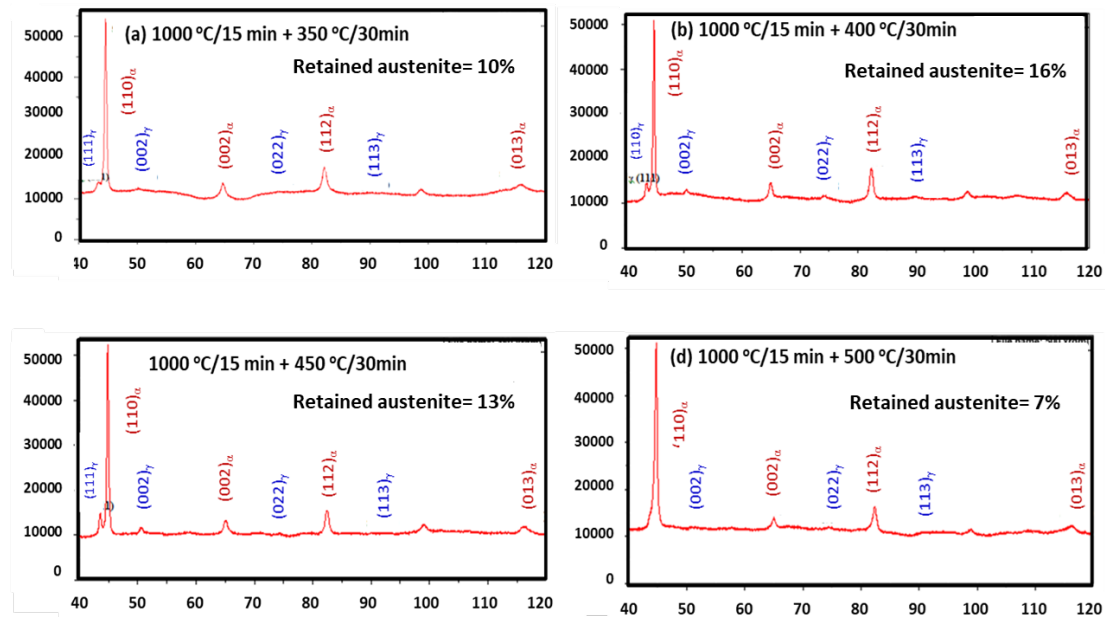 (a) 1000 ºC/15 min + 350 ºC/30min
Retained austenite= 10%
50000
40000
30000
20000
10000
0
(111)γ
(110)α
(002)γ
(002)α
(022)γ
(112)α
(113)γ
(013)α
1)
40 50 60 70 80 90 100 110 120
(b) 1000 ºC/15 min + 400 ºC/30min
Retained austenite= 16%
50000
40000
30000
20000
10000
0
(110)γ
(110)α
(002)γ
(002)α
(022)γ
(112)α
(113)γ
(013)α
(111)
40 50 60 70 80 90 100 110 120
1000 ºC/15 min + 450 ºC/30min
Retained austenite= 13%
50000
40000
30000
20000
10000
0
(111)γ
(110)α
(002)γ
(002)α
(022)γ
(112)α
(113)γ
(013)α
1)
40 50 60 70 80 90 100 110 120
(d) 1000 ºC/15 min + 500 ºC/30min
Retained austenite= 7%
50000
40000
30000
20000
10000
0
110)α
(002)γ
(002)α
(022)γ
(112)α
(113)γ
(013)α
40 50 60 70 80 90 100 110 120